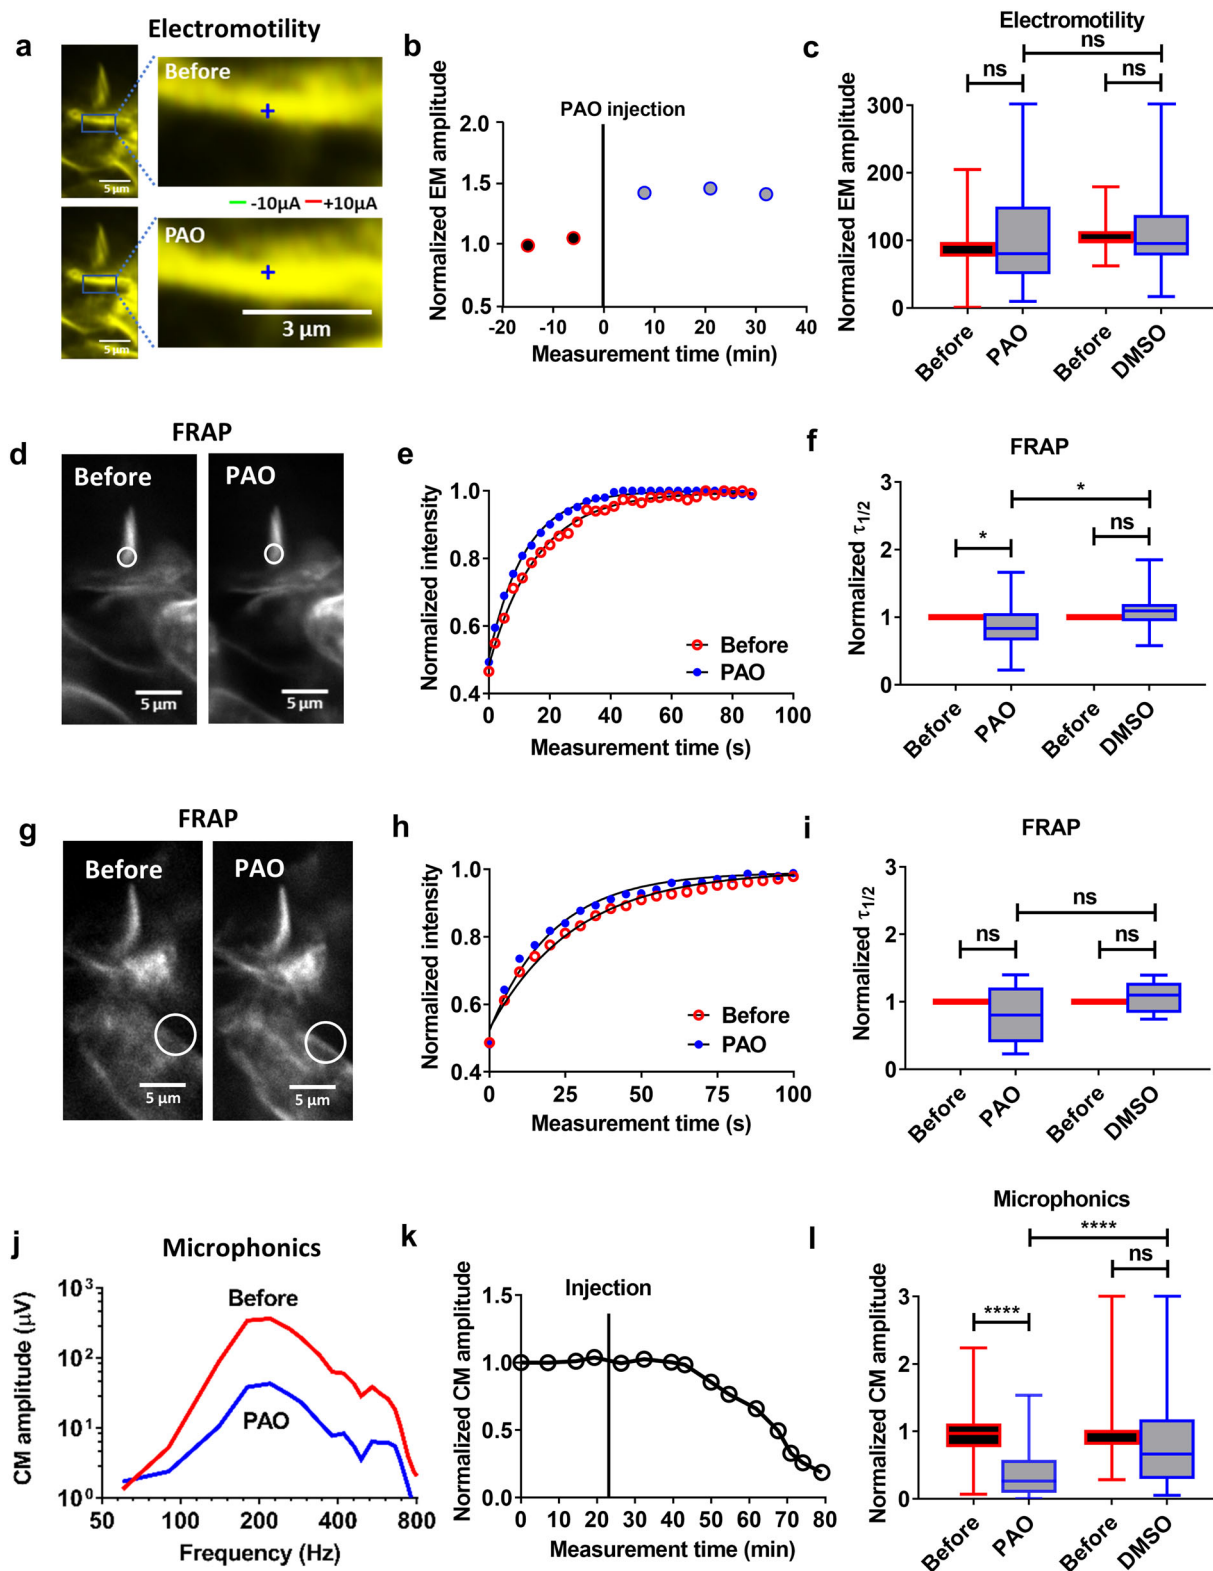 a
Electromotility
Before
5 μm
-10μA +10μA
PAO
5 μm
3 μm
b
Normalized EM amplitude
2.0
1.5
1.0
0.5
PAO injection
-20 -10 0 10 20 30 40
Measurement time (min)
c
Electromotility
ns
ns ns
Normalized EM amplitude
300
200
100
0
Before PAO Before DMSO
d
FRAP
Before PAO
5 μm 5 μm
e
Normalized intensity
1.0
0.8
0.6
0.4
Before
PAO
0 20 40 60 80 100
Measurement time (s)
f
FRAP
Normalized τ1/2
3
2
1
0
*
* ns
Before PAO Before DMSO
g
FRAP
Before PAO
5 μm 5 μm
h
Normalized intensity
1.0
0.8
0.6
0.4
Before
PAO
0 25 50 75 100
Measurement time (s)
i
FRAP
Normalized τ1/2
3
2
1
0
ns
ns ns
Before PAO Before DMSO
j
Microphonics
CM amplitude (μV)
10³
10²
10¹
10⁰
Before
PAO
50 100 200 400 800
Frequency (Hz)
k
Normalized CM amplitude
1.5
1.0
0.5
0.0
Injection
0 10 20 30 40 50 60 70 80
Measurement time (min)
l
Microphonics
****
ns
****
Normalized CM amplitude
3
2
1
0
Before PAO Before DMSO